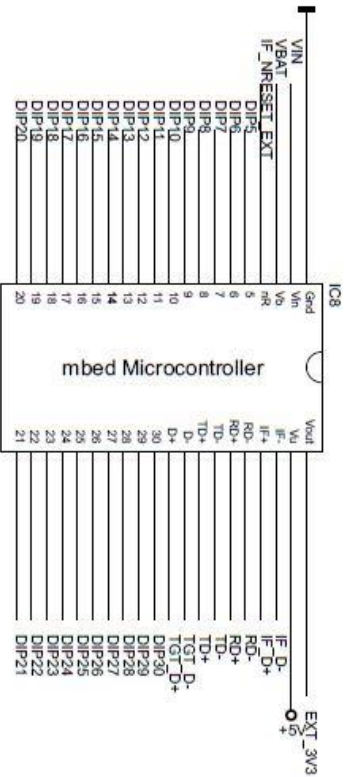 IC8
mbed Microcontroller
VIN
VBAT
IF_NRESET_EXT
DIP5
DIP6
DIP7
DIP8
DIP9
DIP10
DIP11
DIP12
DIP13
DIP14
DIP15
DIP16
DIP17
DIP18
DIP19
DIP20
Gnd
Vin
Vb
nR
5
6
7
8
9
10
11
12
13
14
15
16
17
18
19
20
Vout
Vu
IF-
IF+
RD-
RD+
TD-
TD+
D-
D+
30
29
28
27
26
25
24
23
22
21
EXT_3V3
+5V
IF_D-
IF_D+
RD-
RD+
TD-
TD+
TGT_D-
TGT_D+
DIP30
DIP29
DIP28
DIP27
DIP26
DIP25
DIP24
DIP23
DIP22
DIP21